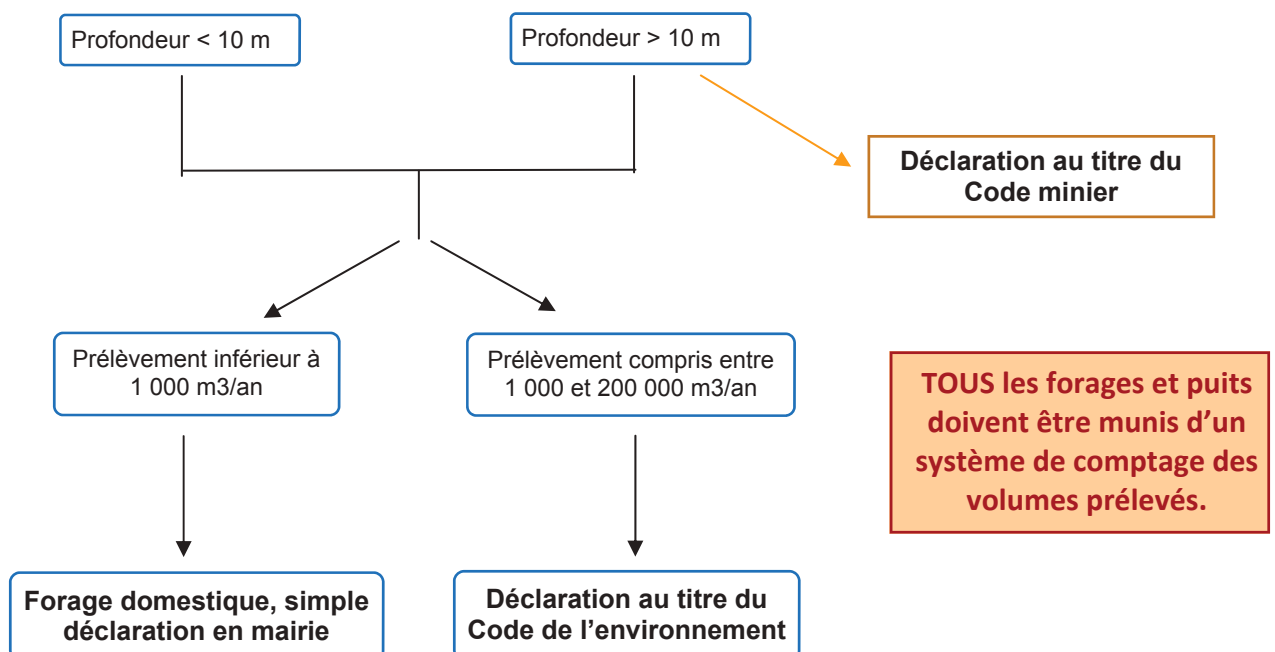 Profondeur < 10 m
Profondeur > 10 m
Déclaration au titre du
Code minier
Prélèvement inférieur à
1 000 m3/an
Prélèvement compris entre
1 000 et 200 000 m3/an
TOUS les forages et puits
doivent être munis d’un
système de comptage des
volumes prélevés.
Forage domestique, simple
déclaration en mairie
Déclaration au titre du
Code de l’environnement